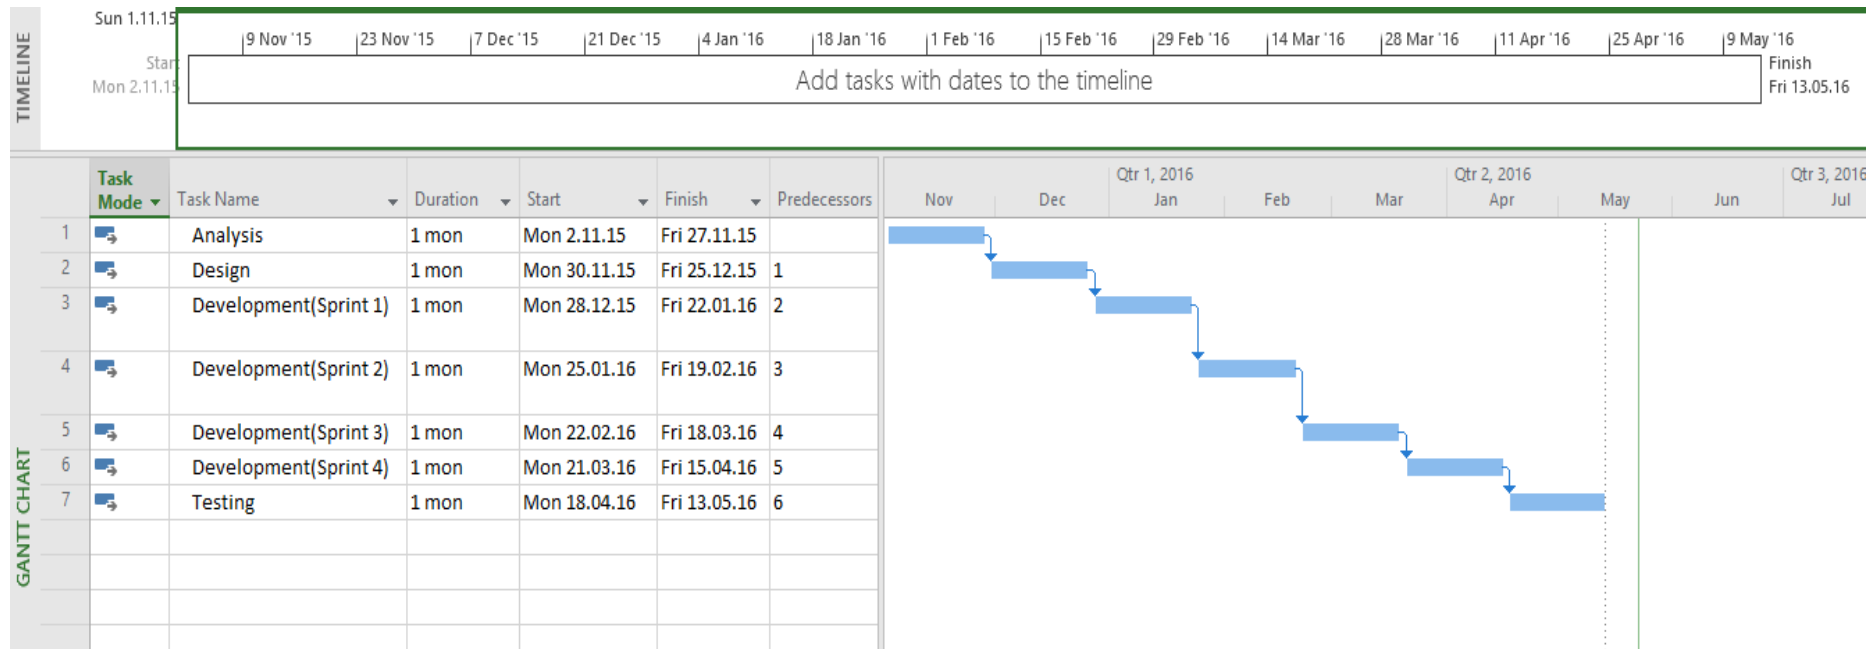 TIMELINE
Sun 1.11.15
9 Nov '15 23 Nov '15 7 Dec '15 21 Dec '15 4 Jan '16 18 Jan '16 1 Feb '16 15 Feb '16 29 Feb '16 14 Mar '16 28 Mar '16 11 Apr '16 25 Apr '16 9 May '16
Start
Mon 2.11.15
Add tasks with dates to the timeline
Finish
Fri 13.05.16
GANTT CHART
Task Mode Task Name Duration Start Finish Predecessors
Qtr 1, 2016 Qtr 2, 2016 Qtr 3, 2016
Nov Dec Jan Feb Mar Apr May Jun Jul
1 Analysis 1 mon Mon 2.11.15 Fri 27.11.15
2 Design 1 mon Mon 30.11.15 Fri 25.12.15 1
3 Development(Sprint 1) 1 mon Mon 28.12.15 Fri 22.01.16 2
4 Development(Sprint 2) 1 mon Mon 25.01.16 Fri 19.02.16 3
5 Development(Sprint 3) 1 mon Mon 22.02.16 Fri 18.03.16 4
6 Development(Sprint 4) 1 mon Mon 21.03.16 Fri 15.04.16 5
7 Testing 1 mon Mon 18.04.16 Fri 13.05.16 6